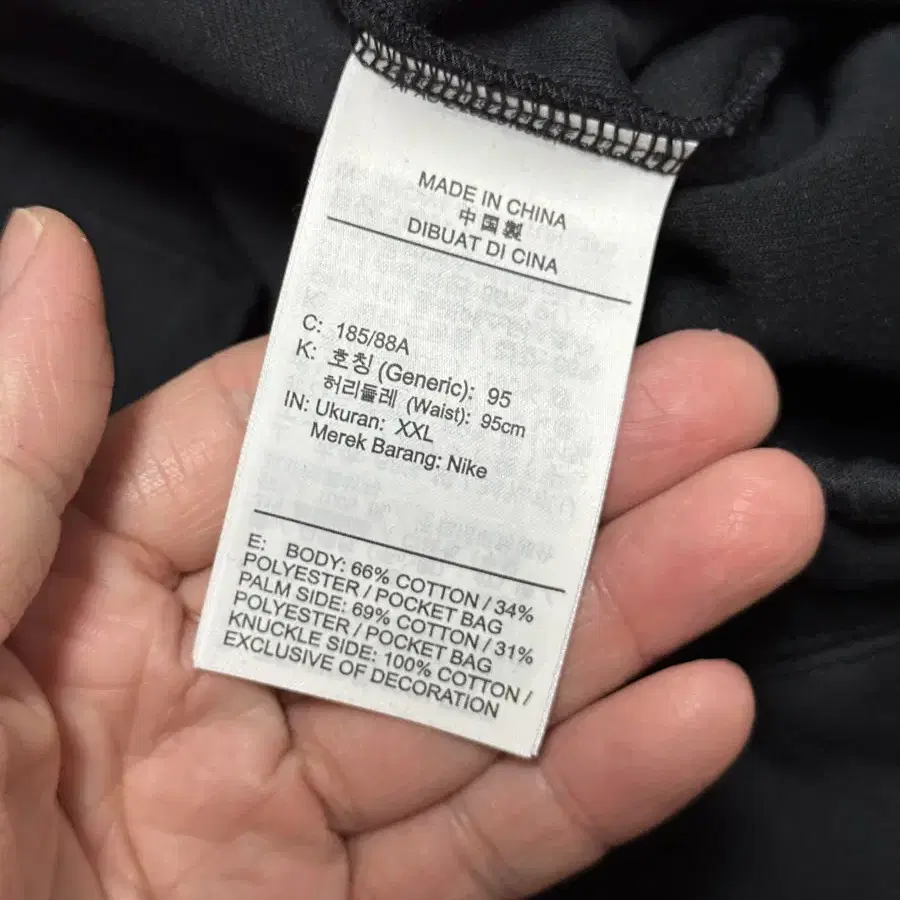 MADE IN CHINA
中国製
DIBUAT DI CINA
C: 185/88A
K: 호칭 (Generic): 95
허리둘레 (Waist): 95cm
IN: Ukuran: XXL
Merek Barang: Nike
E: BODY: 66% COTTON / 34%
POLYESTER / POCKET BAG
PALM SIDE: 69% COTTON / 31%
POLYESTER / POCKET BAG
KNUCKLE SIDE: 100% COTTON /
EXCLUSIVE OF DECORATION